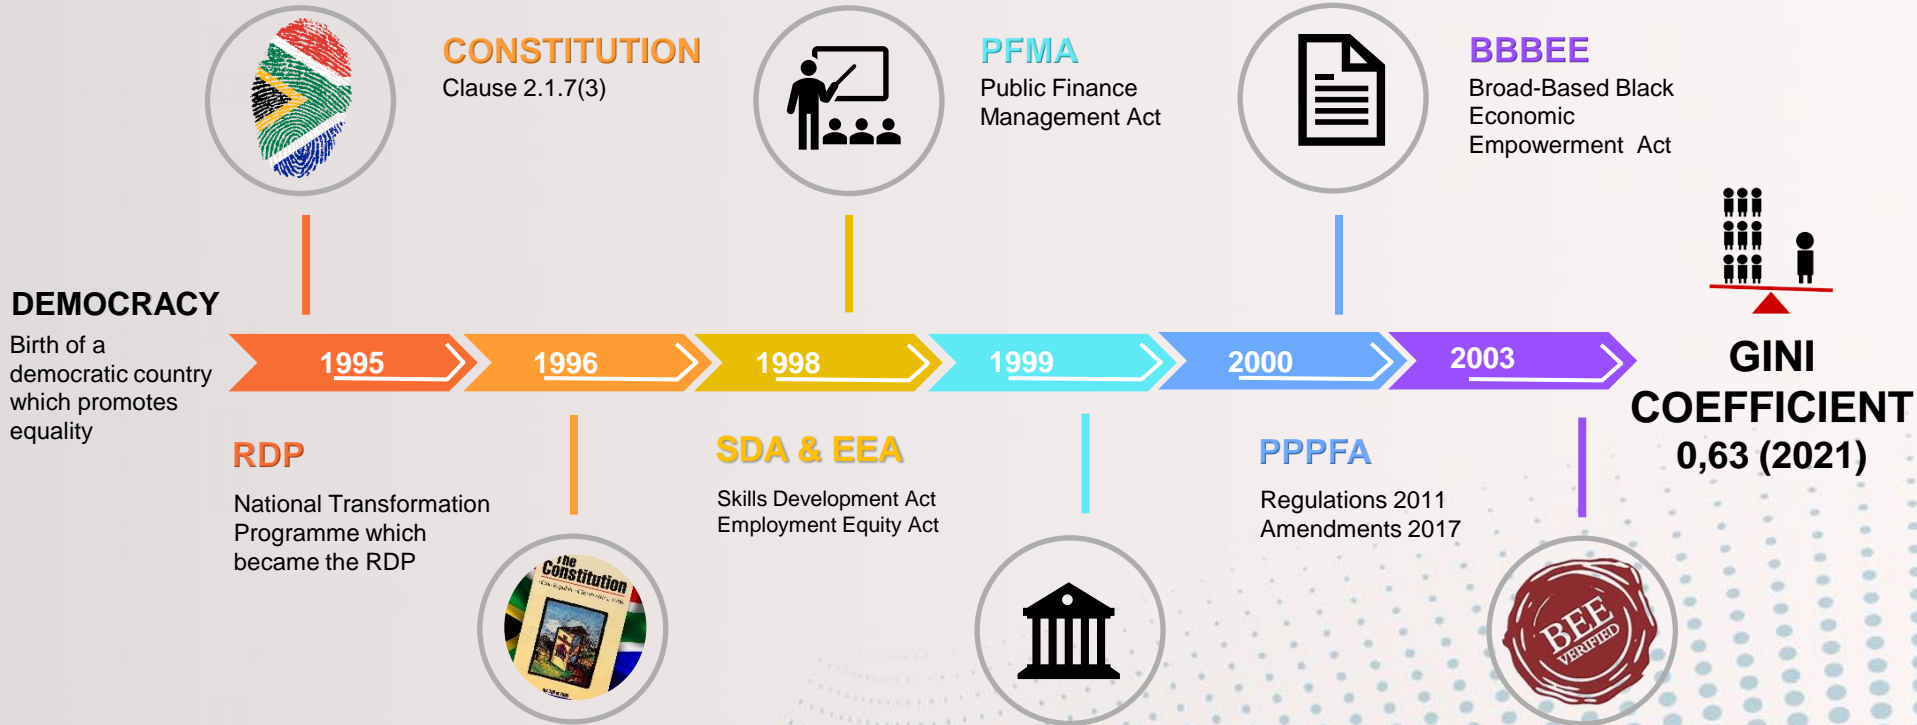 DEMOCRACY
Birth of a
democratic country
which promotes
equality
1995
RDP
National Transformation
Programme which
became the RDP
CONSTITUTION
Clause 2.1.7(3)
1996
The
Constitution
1998
SDA & EEA
Skills Development Act
Employment Equity Act
PFMA
Public Finance
Management Act
1999
2000
PPPFA
Regulations 2011
Amendments 2017
BBBEE
Broad-Based Black
Economic
Empowerment Act
2003
BEE
VERIFIED
GINI
COEFFICIENT
0,63 (2021)